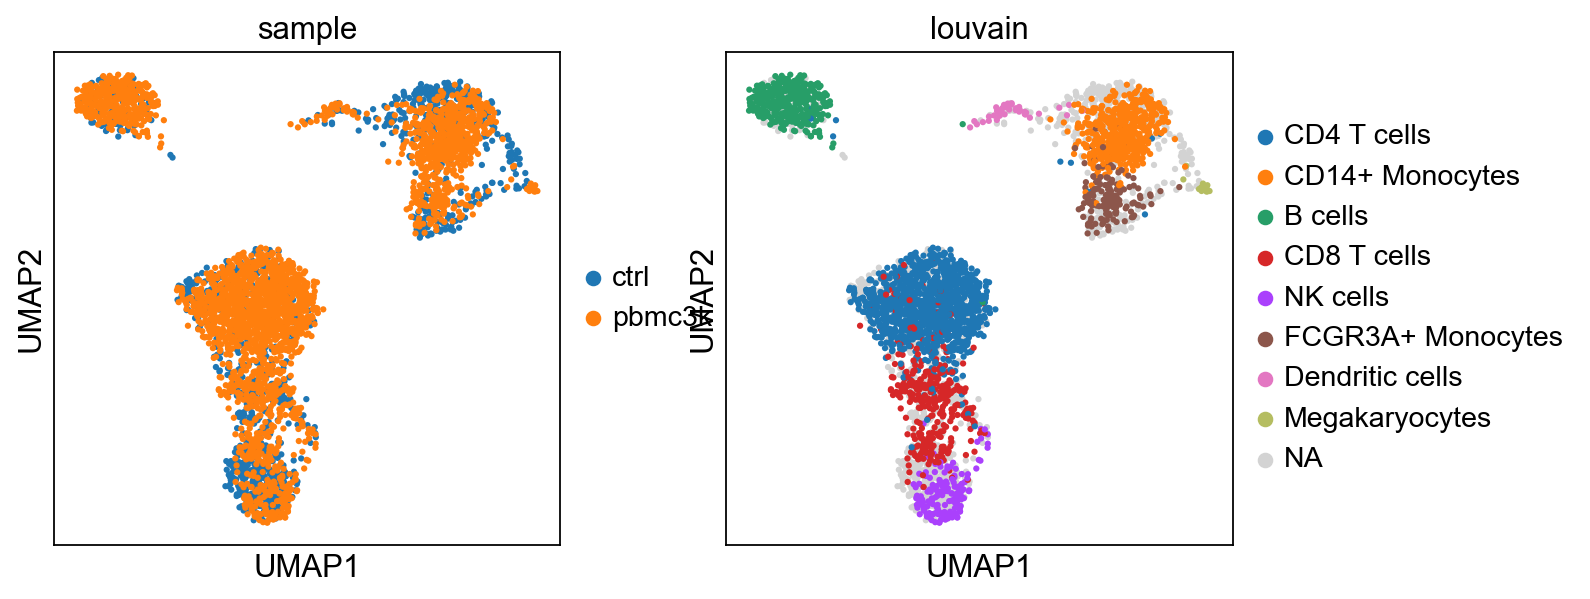 sample
UMAP2
UMAP1
ctrl
pbmc3k
louvain
UMAP2
UMAP1
CD4 T cells
CD14+ Monocytes
B cells
CD8 T cells
NK cells
FCGR3A+ Monocytes
Dendritic cells
Megakaryocytes
NA